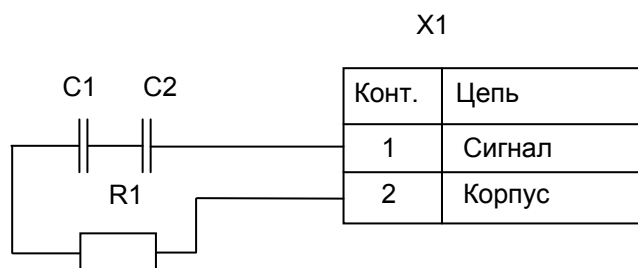 X1
C1 C2
Конт. Цепь
1 Сигнал
R1
2 Корпус